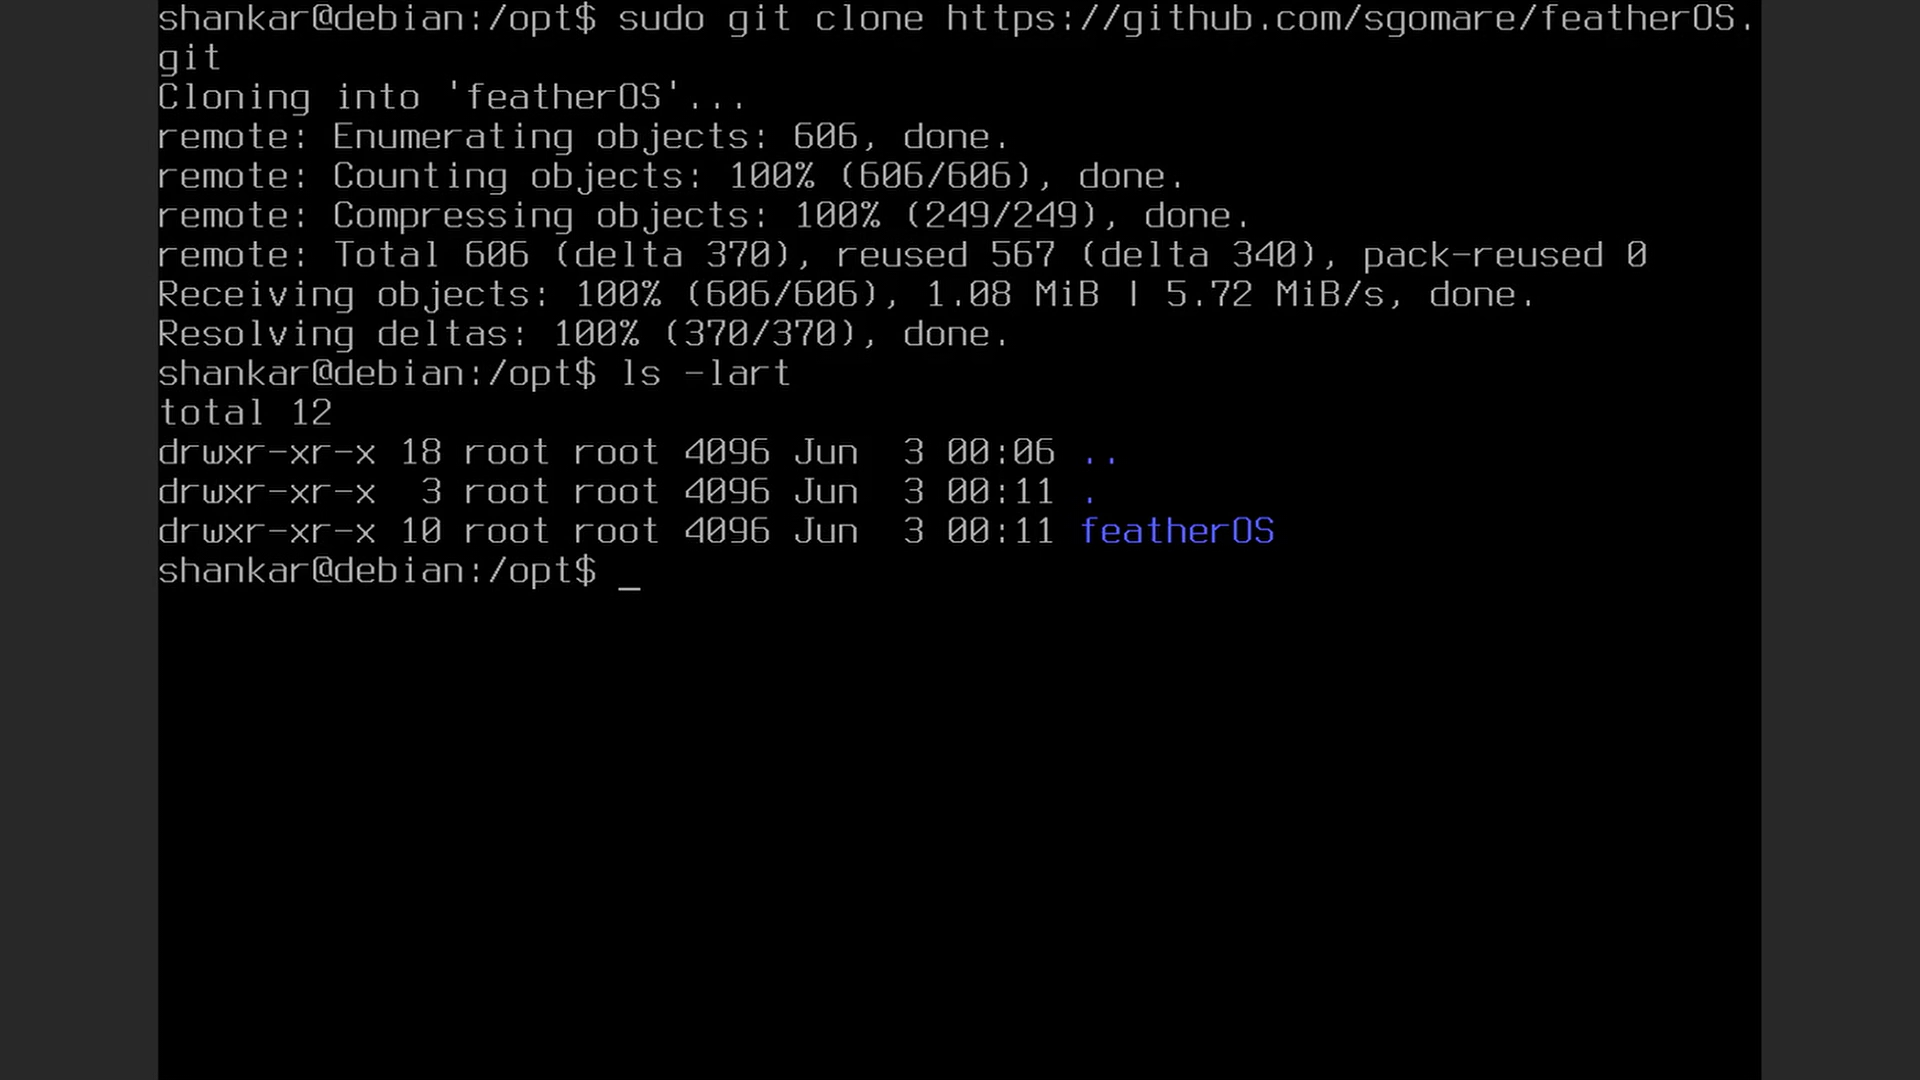 shankar@debian:/opt$ sudo git clone https://github.com/sgomare/featherOS.
git
Cloning into 'featherOS'...
remote: Enumerating objects: 606, done.
remote: Counting objects: 100% (606/606), done.
remote: Compressing objects: 100% (249/249), done.
remote: Total 606 (delta 370), reused 567 (delta 340), pack-reused 0
Receiving objects: 100% (606/606), 1.08 MiB | 5.72 MiB/s, done.
Resolving deltas: 100% (370/370), done.
shankar@debian:/opt$ ls -lart
total 12
drwxr-xr-x 18 root root 4096 Jun  3 00:06 ..
drwxr-xr-x  3 root root 4096 Jun  3 00:11 .
drwxr-xr-x 10 root root 4096 Jun  3 00:11 featherOS
shankar@debian:/opt$ _